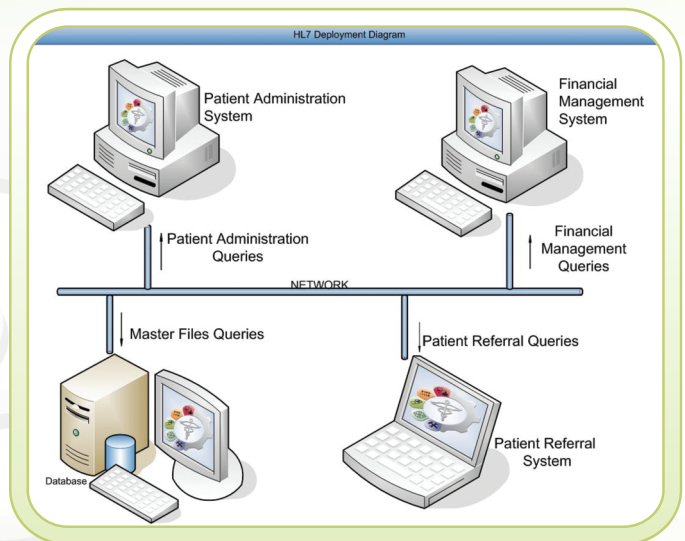 HL7 Deployment Diagram
Patient Administration
System
Financial
Management
System
Patient Administration
Queries
Financial
Management
Queries
NETWORK
Master Files Queries
Patient Referral Queries
Database
Patient Referral
System